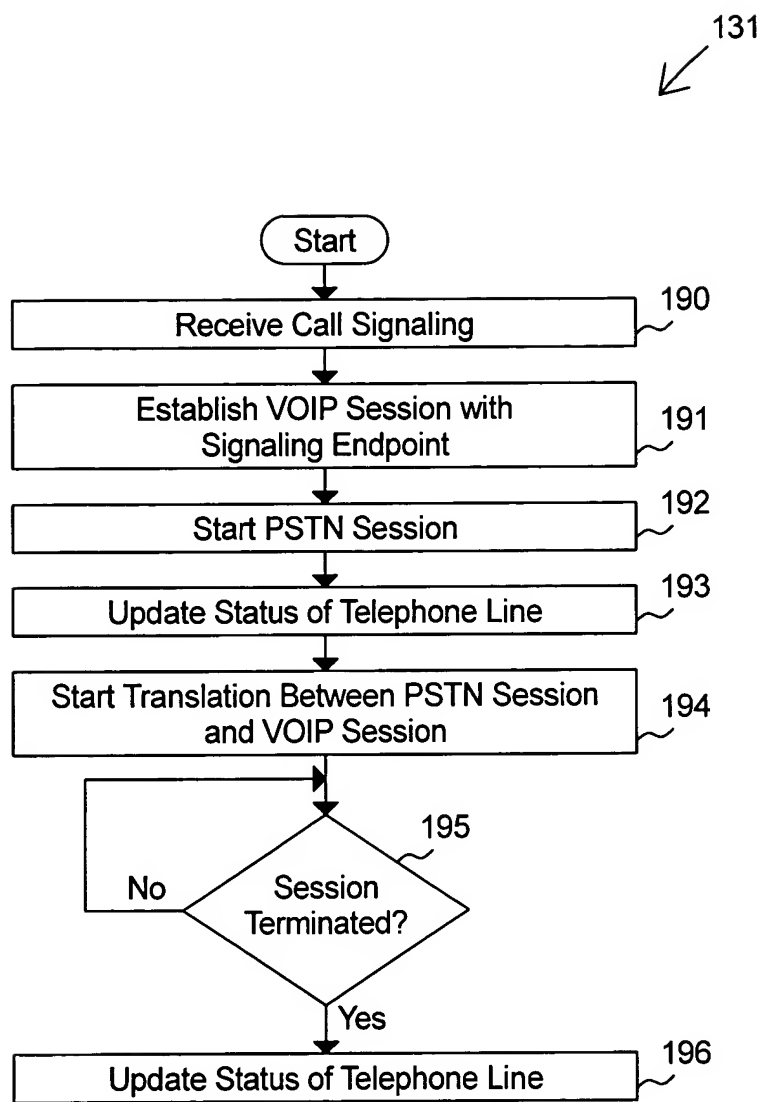 131
Start
Receive Call Signaling
190
Establish VOIP Session with
Signaling Endpoint
191
Start PSTN Session
192
Update Status of Telephone Line
193
Start Translation Between PSTN Session
and VOIP Session
194
195
Session
Terminated?
No
Yes
Update Status of Telephone Line
196